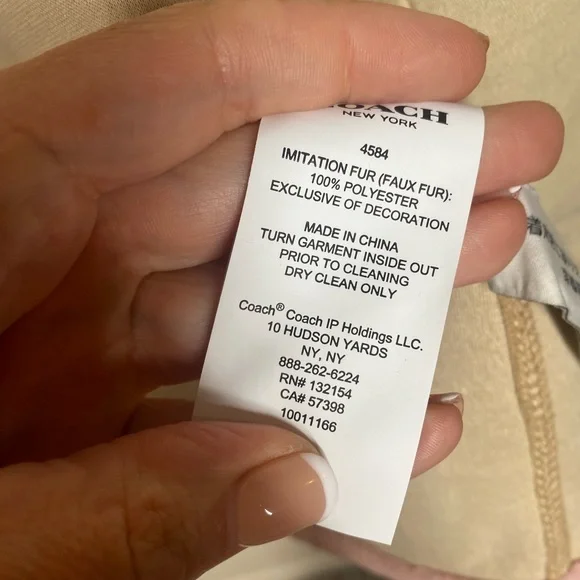 COACH
NEW YORK
4584
IMITATION FUR (FAUX FUR):
100% POLYESTER
EXCLUSIVE OF DECORATION
MADE IN CHINA
TURN GARMENT INSIDE OUT
PRIOR TO CLEANING
DRY CLEAN ONLY
Coach® Coach IP Holdings LLC.
10 HUDSON YARDS
NY, NY
888-262-6224
RN# 132154
CA# 57398
10011166